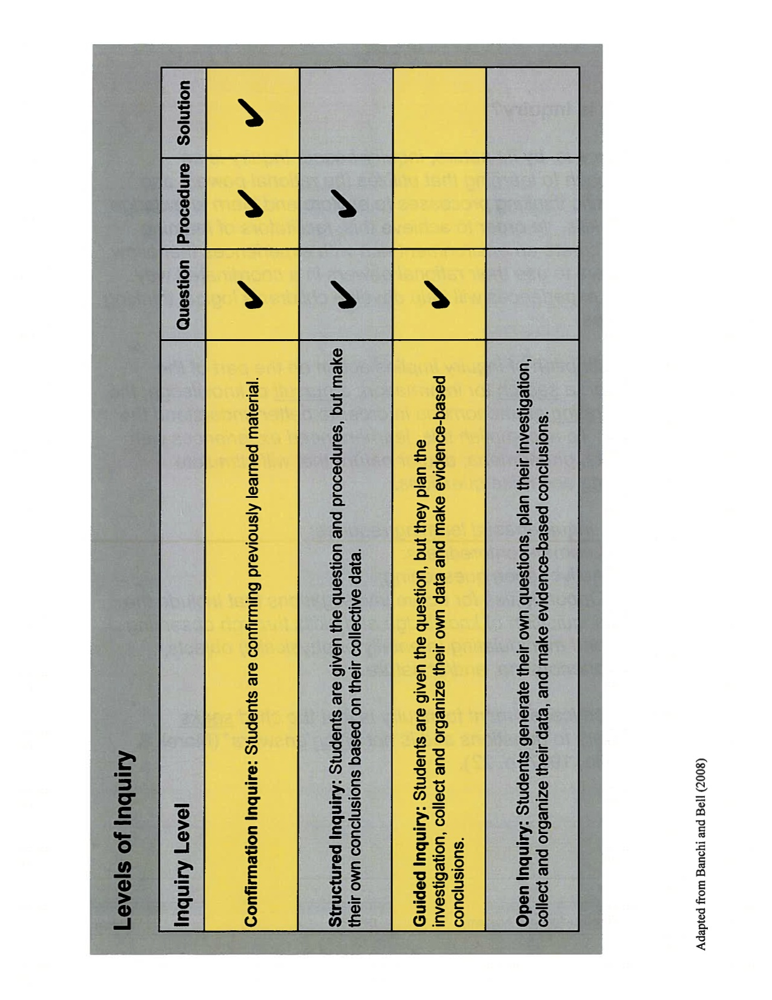 Levels of Inquiry
Inquiry Level Question Procedure Solution
Confirmation Inquire: Students are confirming previously learned material. ✓ ✓ ✓
Structured Inquiry: Students are given the question and procedures, but make ✓ ✓
their own conclusions based on their collective data.
Guided Inquiry: Students are given the question, but they plan the ✓
investigation, collect and organize their own data and make evidence-based
conclusions.
Open Inquiry: Students generate their own questions, plan their investigation,
collect and organize their data, and make evidence-based conclusions.
Adapted from Banchi and Bell (2008)